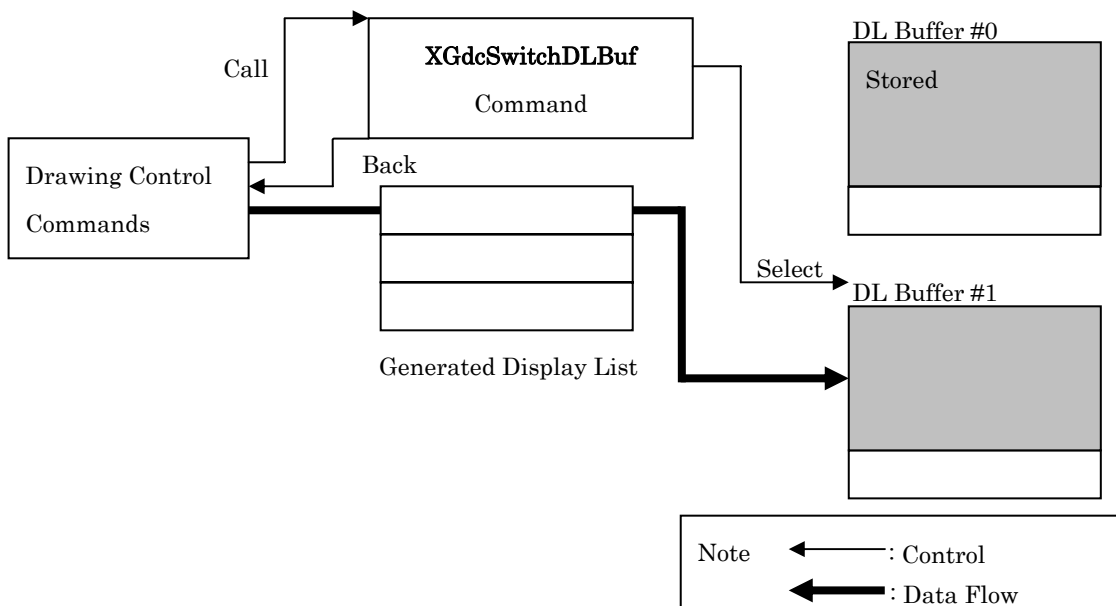 DL Buffer #0
XGdcSwitchDLBuf
Command
Stored
Call
Back
Drawing Control
Commands
Select
DL Buffer #1
Generated Display List
Note
: Control
: Data Flow